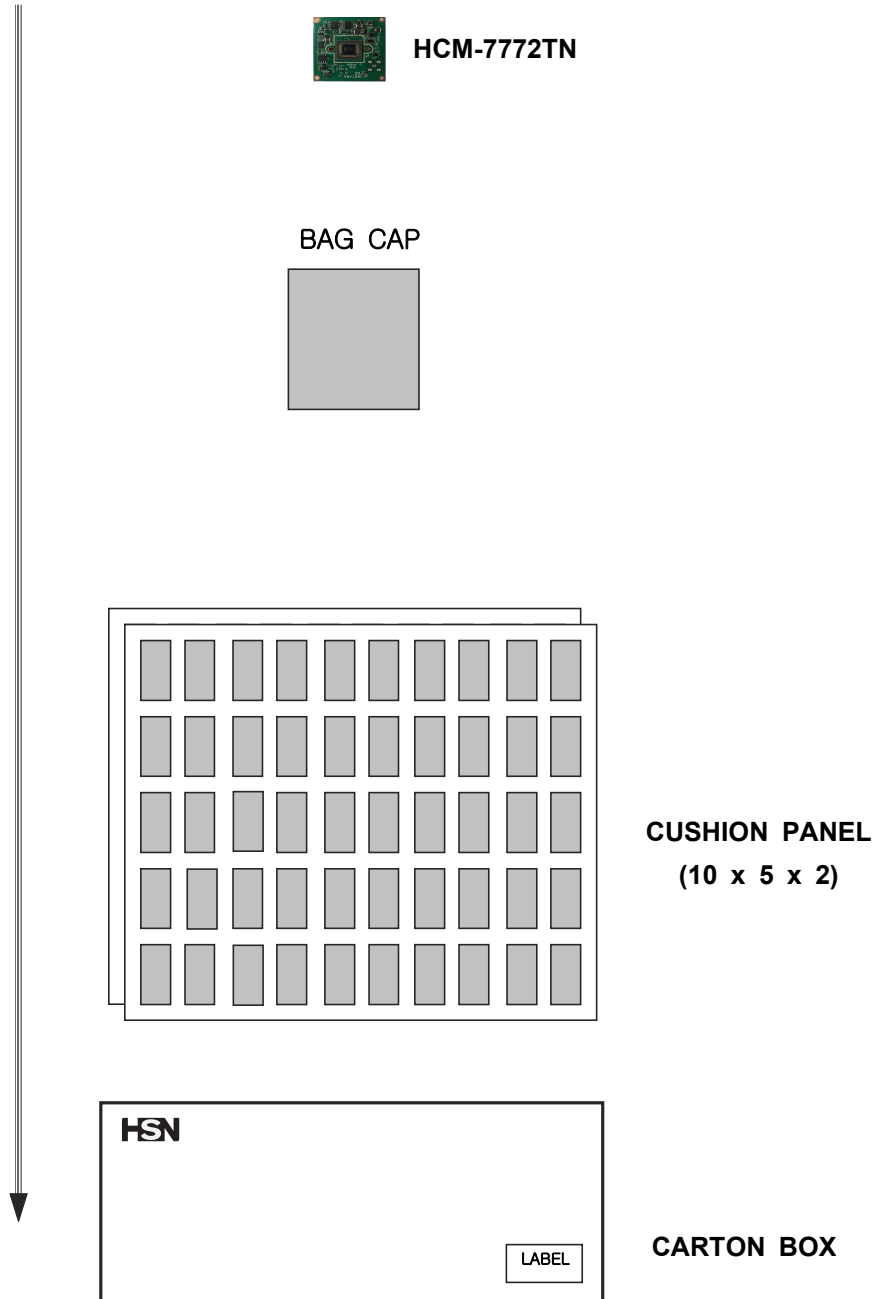 HCM-7772TN
BAG CAP
CUSHION PANEL
(10 x 5 x 2)
HSN
LABEL
CARTON BOX